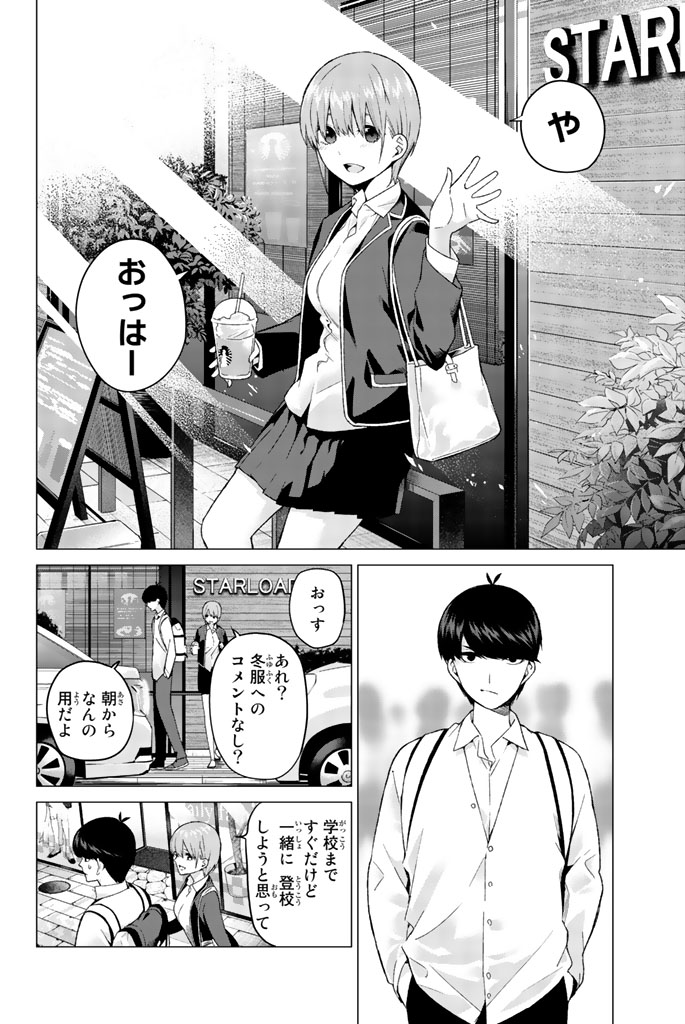 STAR
や
おっはー
STARLOA
おっす
あれ？
冬服への
コメントなし？
朝から
なんの
用だよ
学校まで
すぐだけど
一緒に 登校
しようと思って